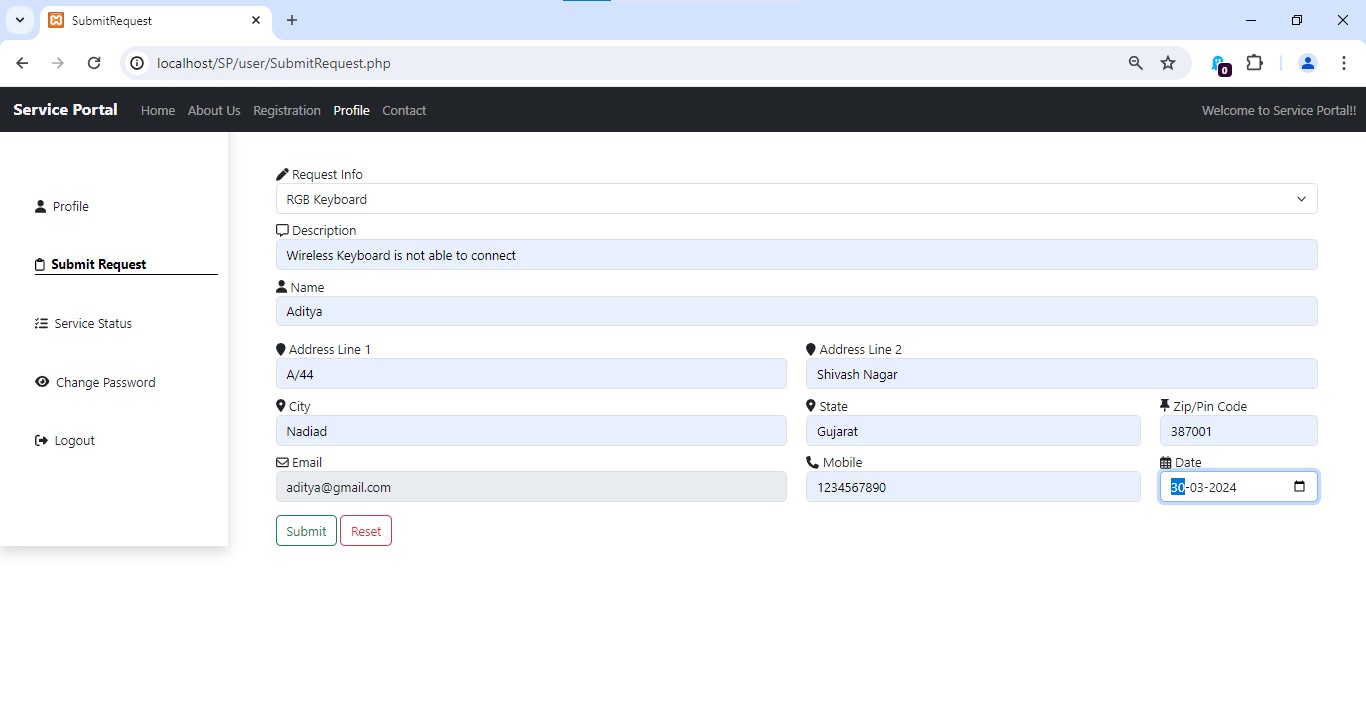 SubmitRequest
localhost/SP/user/SubmitRequest.php
0
Service Portal Home About Us Registration Profile Contact Welcome to Service Portal!!
Profile
Submit Request
Service Status
Change Password
Logout
Request Info
RGB Keyboard
Description
Wireless Keyboard is not able to connect
Name
Aditya
Address Line 1 Address Line 2
A/44 Shivash Nagar
City State Zip/Pin Code
Nadiad Gujarat 387001
Email Mobile Date
aditya@gmail.com 1234567890 30-03-2024
Submit Reset